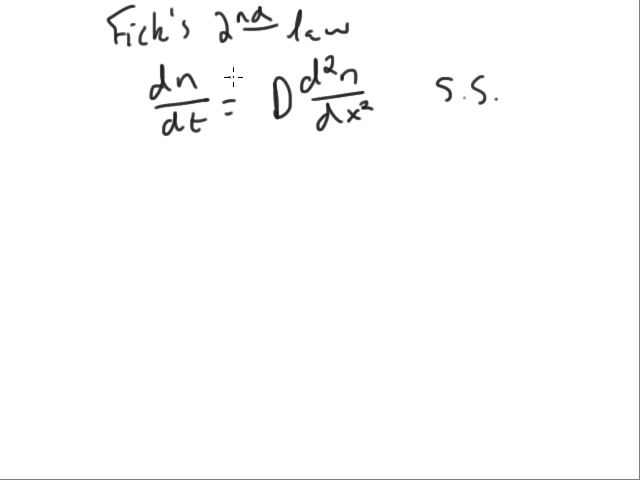 Fick's 2nd law
dn/dt = D d²n/dx² S.S.